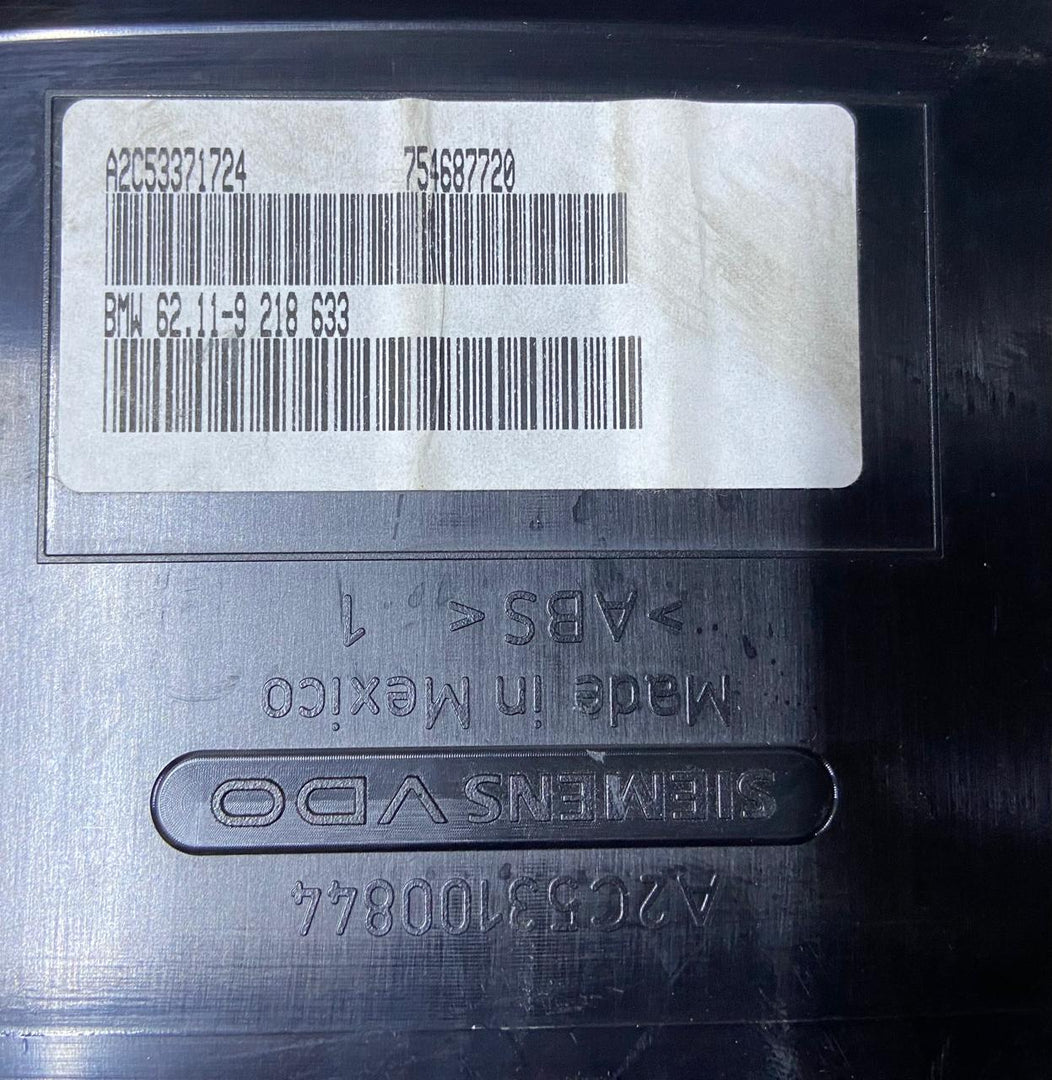 A2C53371724 754687720
BMW 62.11-9 218 633
>ABS< 1
Made in Mexico
SIEMENS VDO
A2C53100844